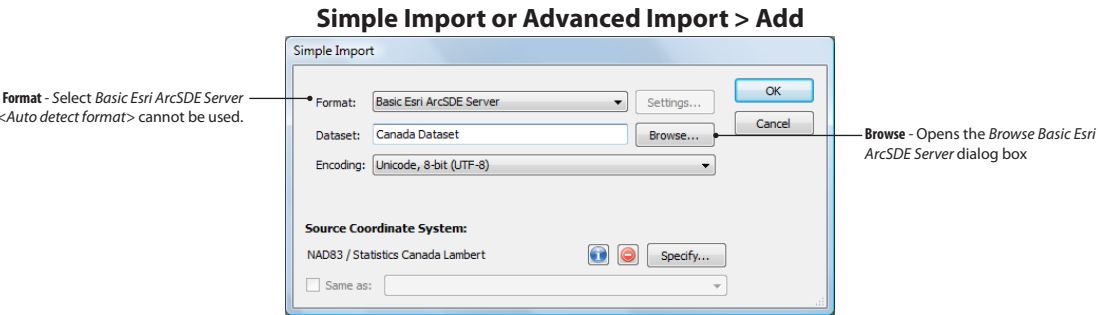 Simple Import or Advanced Import > Add
Simple Import
Format - Select Basic Esri ArcSDE Server
<Auto detect format> cannot be used.
Format: Basic Esri ArcSDE Server Settings... OK
Dataset: Canada Dataset Browse... Cancel
Browse - Opens the Browse Basic Esri
ArcSDE Server dialog box
Encoding: Unicode, 8-bit (UTF-8)
Source Coordinate System:
NAD83 / Statistics Canada Lambert Specify...
Same as: